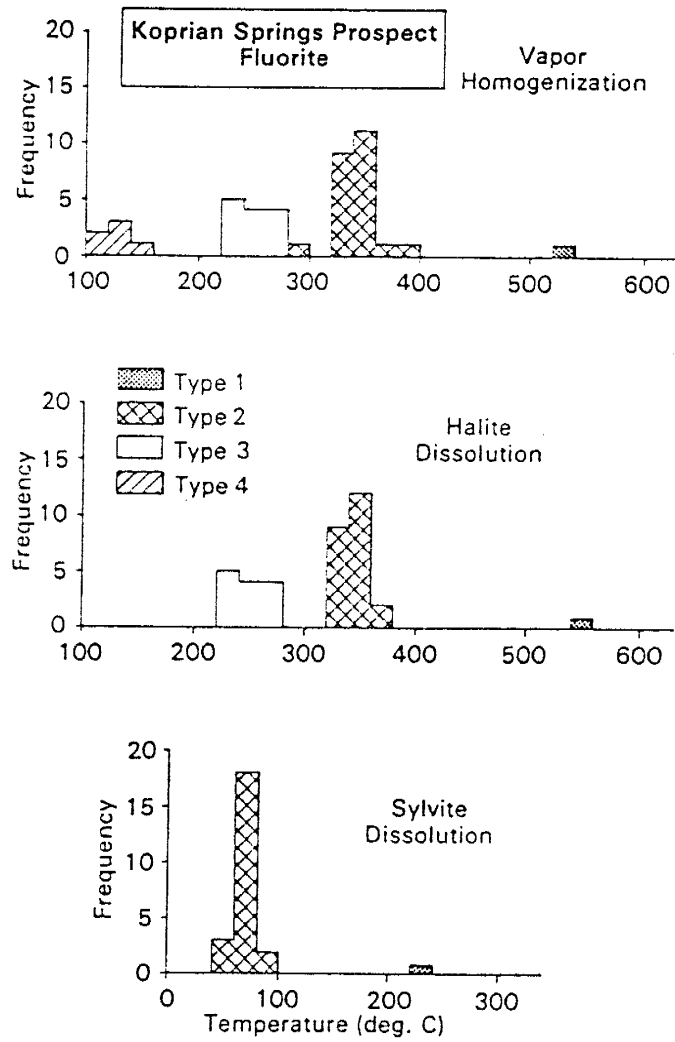 Koprian Springs Prospect
Fluorite
Vapor
Homogenization
Frequency
20
15
10
5
0
100 200 300 400 500 600
Type 1
Type 2
Type 3
Type 4
Halite
Dissolution
Frequency
20
15
10
5
0
100 200 300 400 500 600
Sylvite
Dissolution
Frequency
20
15
10
5
0
0 100 200 300
Temperature (deg. C)